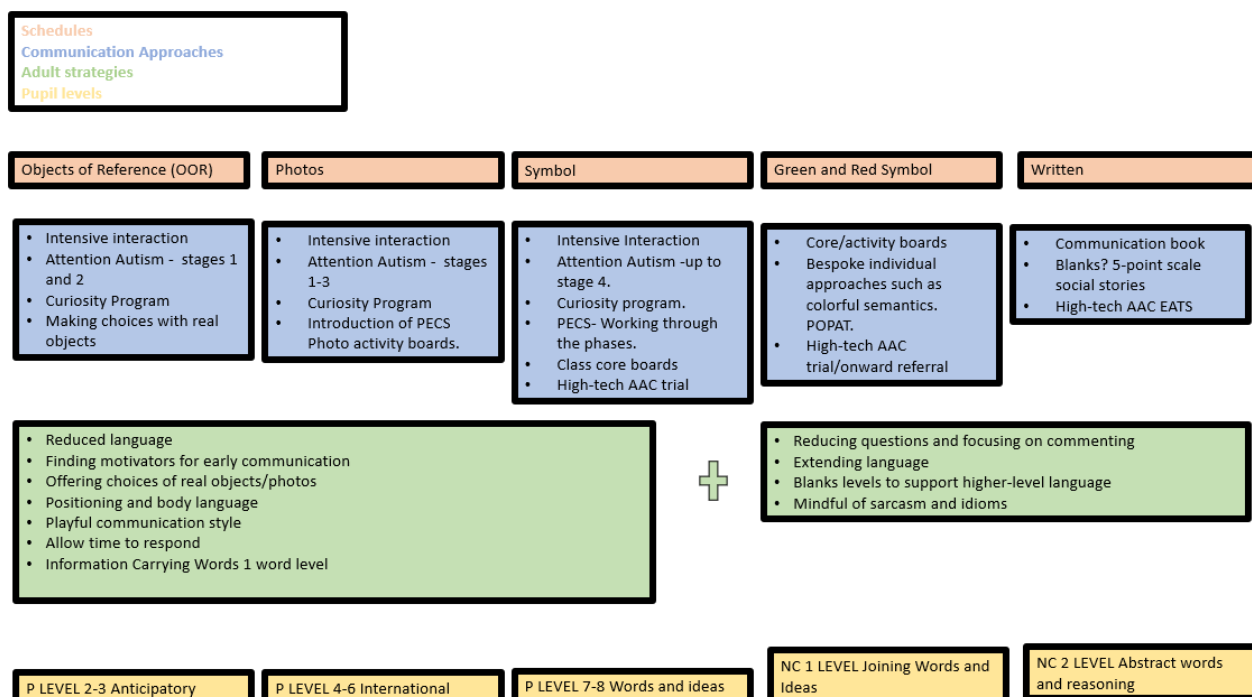 Schedules
Communication Approaches
Adult strategies
Pupil levels
Objects of Reference (OOR)
Photos
Symbol
Green and Red Symbol
Written
• Intensive interaction
• Attention Autism - stages 1
and 2
• Curiosity Program
• Making choices with real
objects
• Intensive interaction
• Attention Autism - stages
1-3
• Curiosity Program
• Introduction of PECS
Photo activity boards.
• Intensive Interaction
• Attention Autism -up to
stage 4.
• Curiosity program.
• PECS- Working through
the phases.
• Class core boards
• High-tech AAC trial
• Core/activity boards
• Bespoke individual
approaches such as
colorful semantics.
POPAT.
• High-tech AAC
trial/onward referral
• Communication book
• Blanks? 5-point scale
social stories
• High-tech AAC EATS
• Reduced language
• Finding motivators for early communication
• Offering choices of real objects/photos
• Positioning and body language
• Playful communication style
• Allow time to respond
• Information Carrying Words 1 word level
• Reducing questions and focusing on commenting
• Extending language
• Blanks levels to support higher-level language
• Mindful of sarcasm and idioms
P LEVEL 2-3 Anticipatory
P LEVEL 4-6 International
P LEVEL 7-8 Words and ideas
NC 1 LEVEL Joining Words and
Ideas
NC 2 LEVEL Abstract words
and reasoning